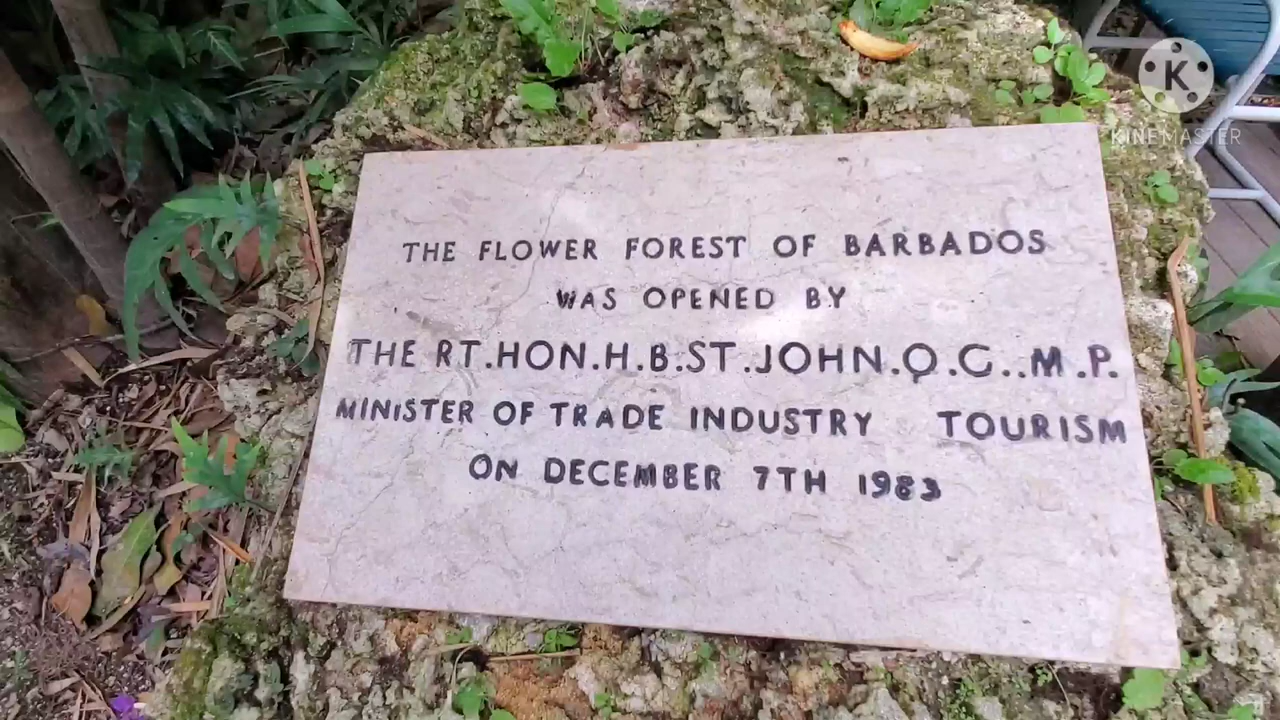 K
KINEMASTER
THE FLOWER FOREST OF BARBADOS
WAS OPENED BY
THE RT.HON.H.B.ST.JOHN.Q.C..M.P.
MINISTER OF TRADE INDUSTRY TOURISM
ON DECEMBER 7TH 1983